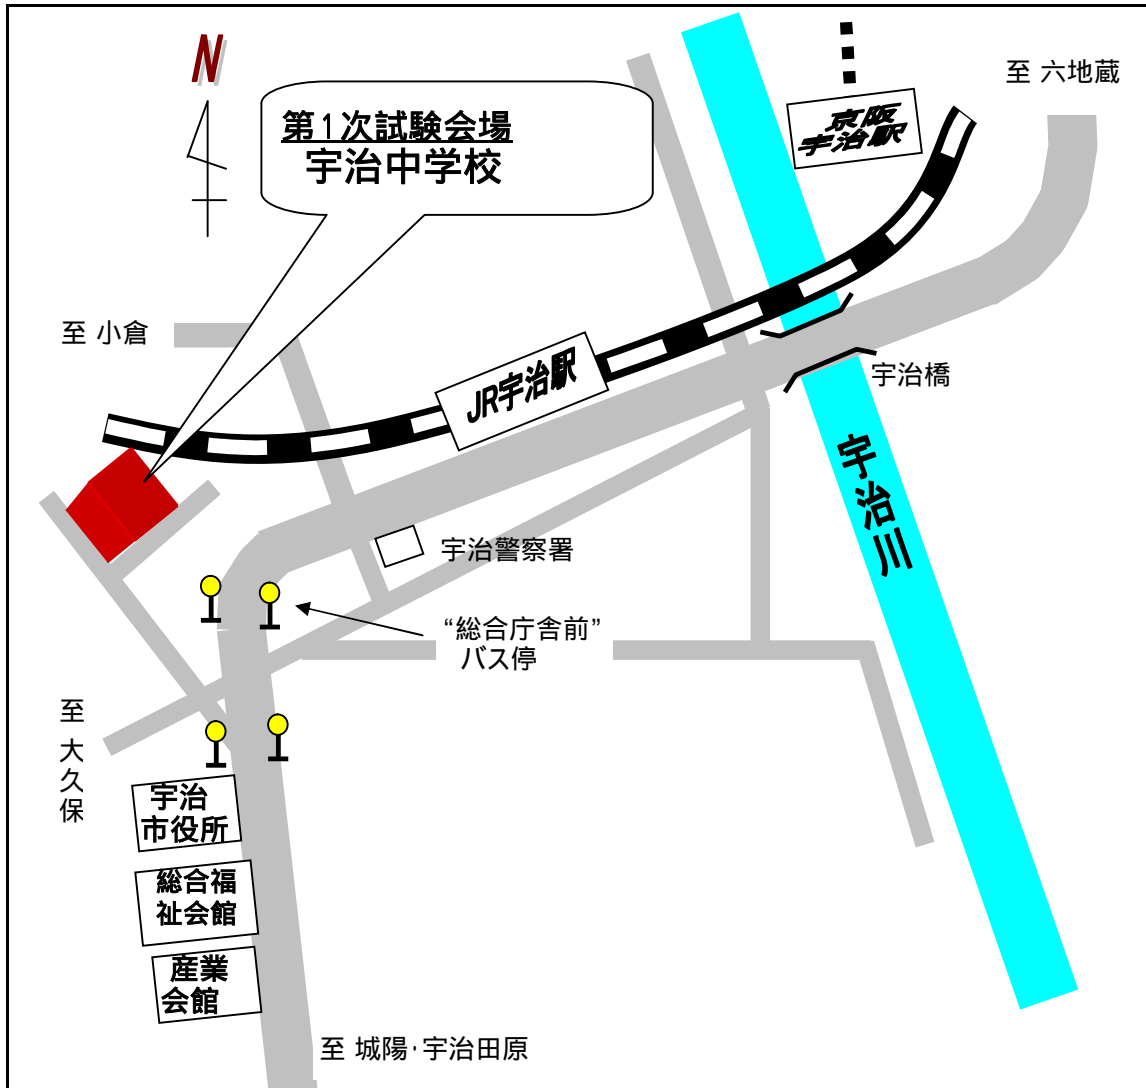 N
至 六地蔵
京阪
宇治駅
第1次試験会場
宇治中学校
至 小倉
JR宇治駅
宇治橋
宇治川
宇治警察署
“総合庁舎前”
バス停
至 大久保
宇治
市役所
総合福
祉会館
産業
会館
至 城陽・宇治田原